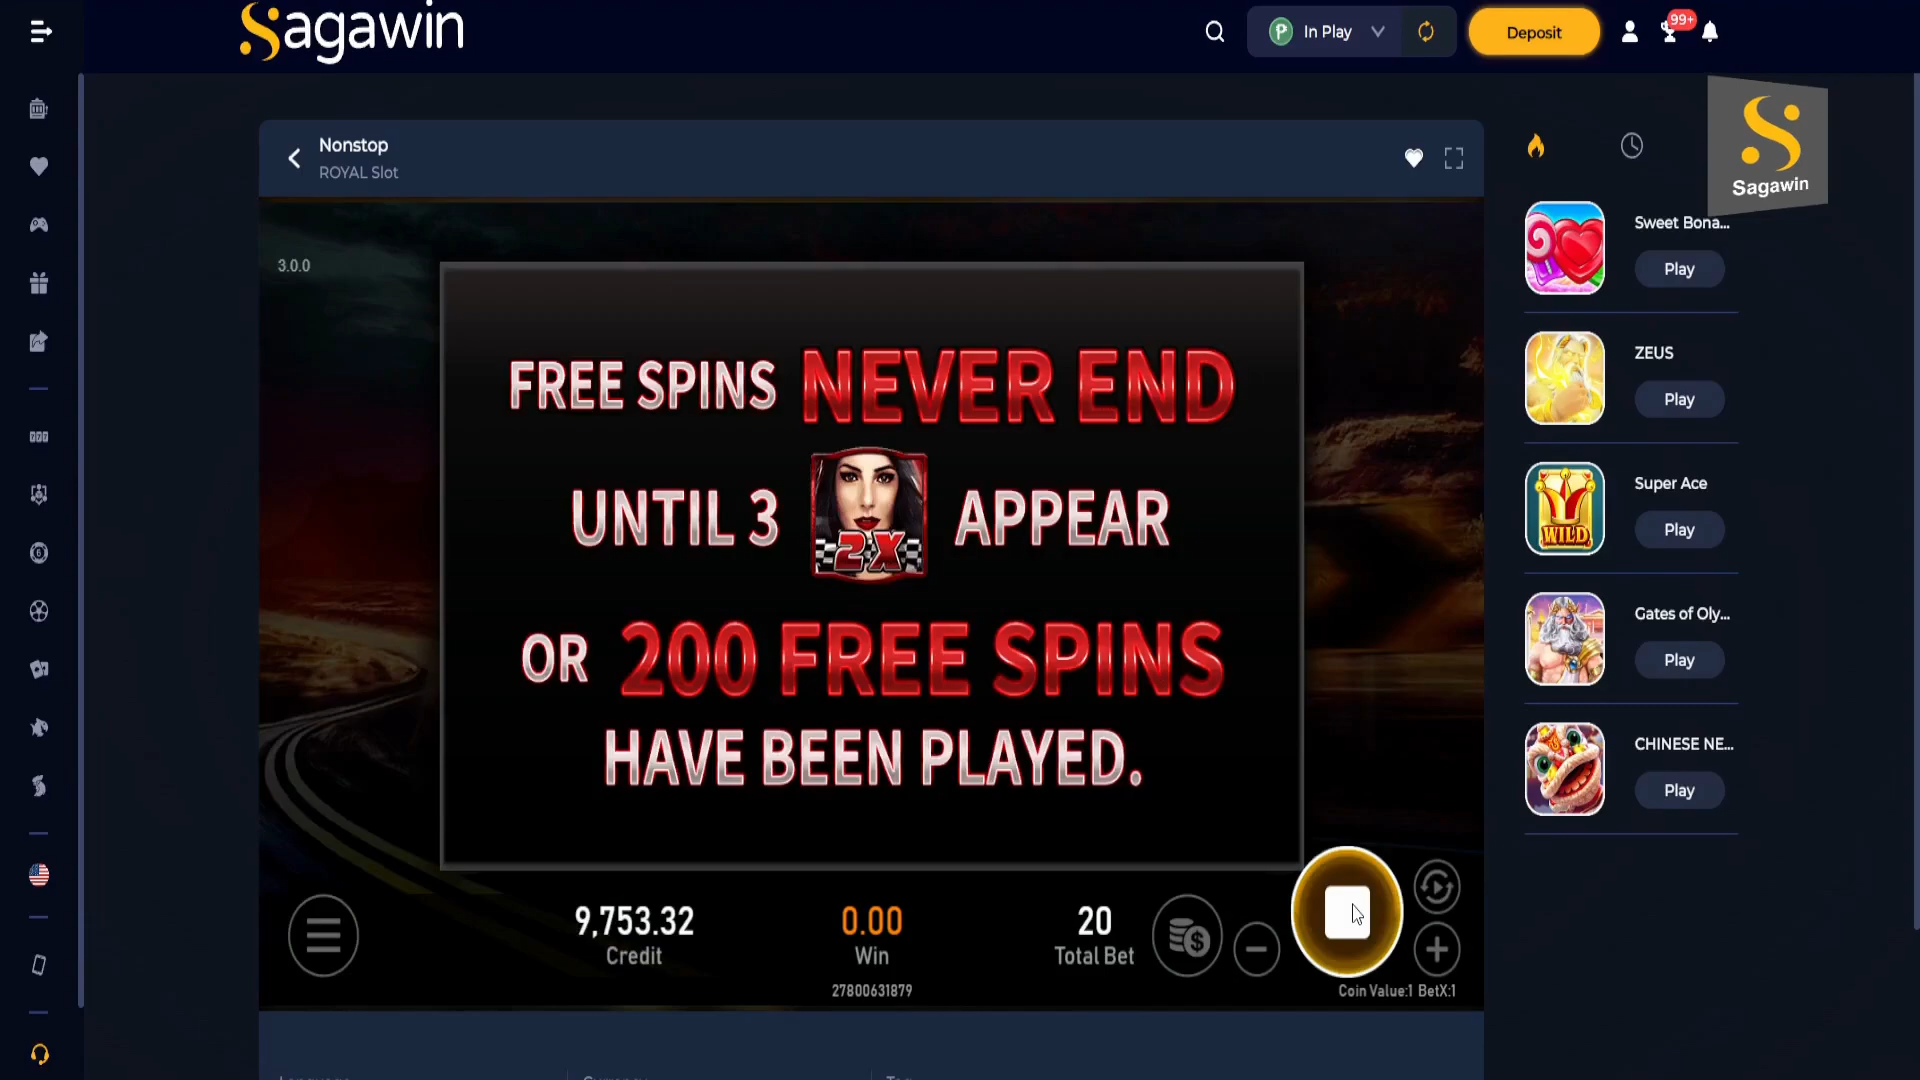 Sagawin
In Play
Deposit
99+
Nonstop
ROYAL Slot
Sagawin
3.0.0
FREE SPINS NEVER END
UNTIL 3 2X APPEAR
OR 200 FREE SPINS
HAVE BEEN PLAYED.
9,753.32
Credit
0.00
Win
20
Total Bet
27800631879
Coin Value:1 BetX:1
Sweet Bona...
Play
ZEUS
Play
Super Ace
WILD
Play
Gates of Oly...
Play
CHINESE NE...
Play